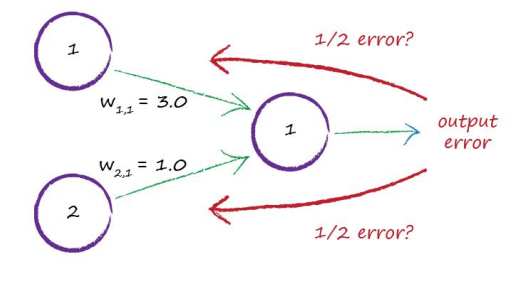 1
1/2 error?
w1,1 = 3.0
1
output
error
w2,1 = 1.0
2
1/2 error?